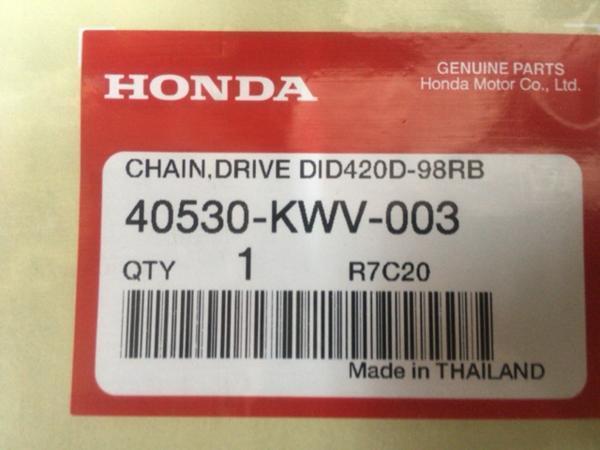 HONDA
GENUINE PARTS
Honda Motor Co., Ltd.
CHAIN,DRIVE DID420D-98RB
40530-KWV-003
QTY 1 R7C20
Made in THAILAND